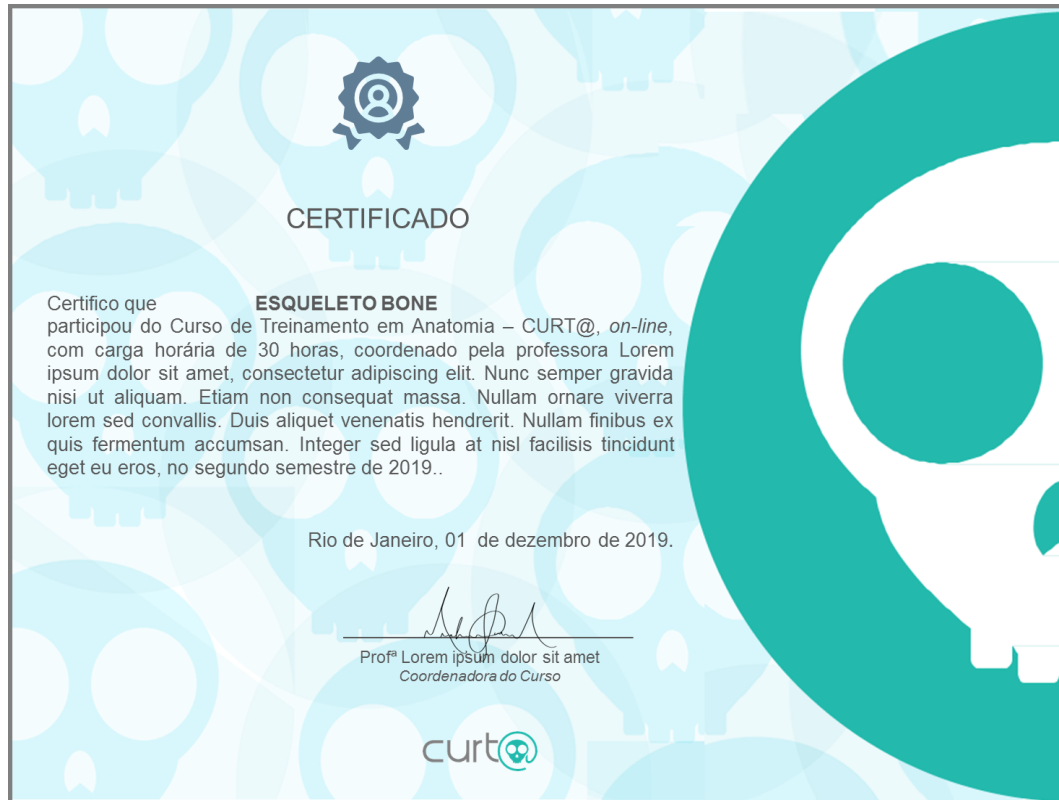 CERTIFICADO
Certifico que ESQUELETO BONE
participou do Curso de Treinamento em Anatomia – CURT@, on-line,
com carga horária de 30 horas, coordenado pela professora Lorem
ipsum dolor sit amet, consectetur adipiscing elit. Nunc semper gravida
nisi ut aliquam. Etiam non consequat massa. Nullam ornare viverra
lorem sed convallis. Duis aliquet venenatis hendrerit. Nullam finibus ex
quis fermentum accumsan. Integer sed ligula at nisl facilisis tincidunt
eget eu eros, no segundo semestre de 2019..
Rio de Janeiro, 01 de dezembro de 2019.
Profª Lorem ipsum dolor sit amet
Coordenadora do Curso
curt@